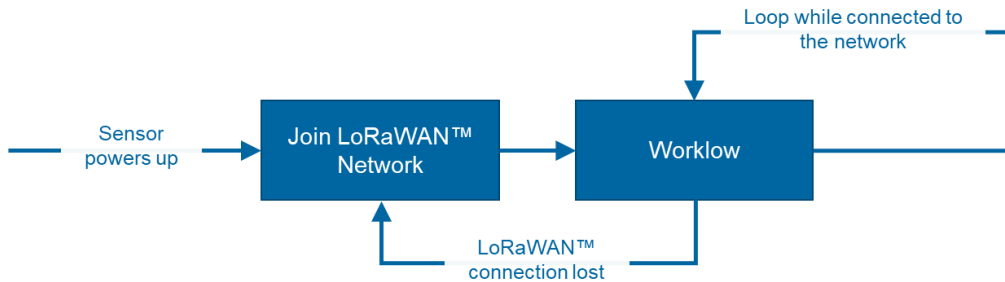 Loop while connected to
the network
Sensor
powers up
Join LoRaWAN™
Network
Worklow
LoRaWAN™
connection lost